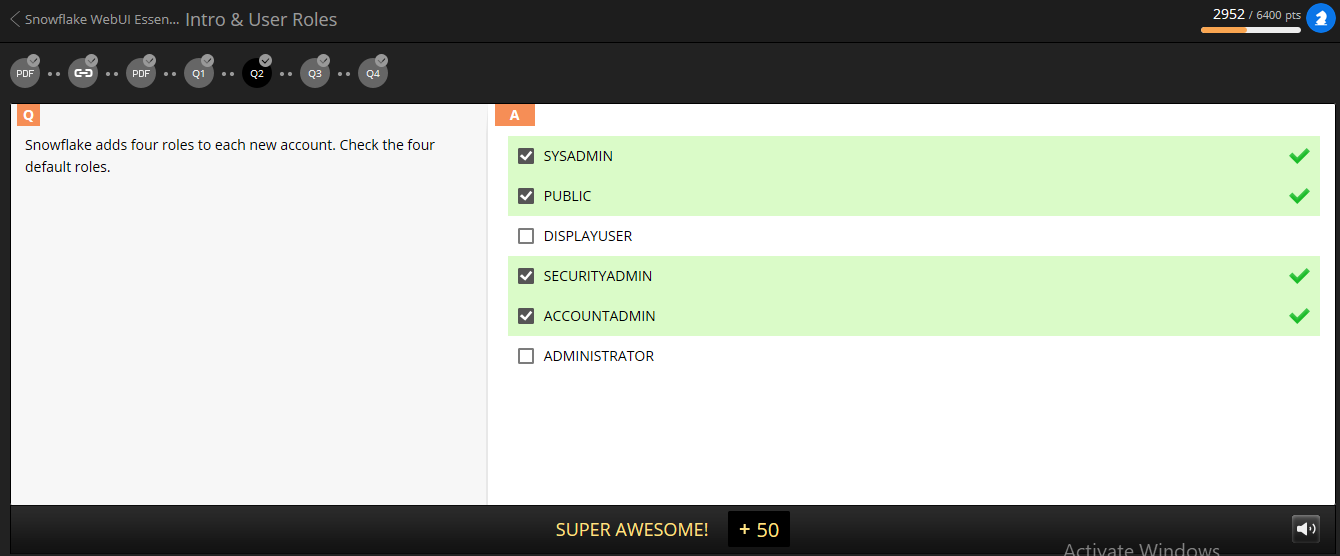 Snowflake WebUI Essen... Intro & User Roles
2952 / 6400 pts
PDF PDF Q1 Q2 Q3 Q4
Q
Snowflake adds four roles to each new account. Check the four
default roles.
A
SYSADMIN
PUBLIC
DISPLAYUSER
SECURITYADMIN
ACCOUNTADMIN
ADMINISTRATOR
SUPER AWESOME! + 50
Activate Windows